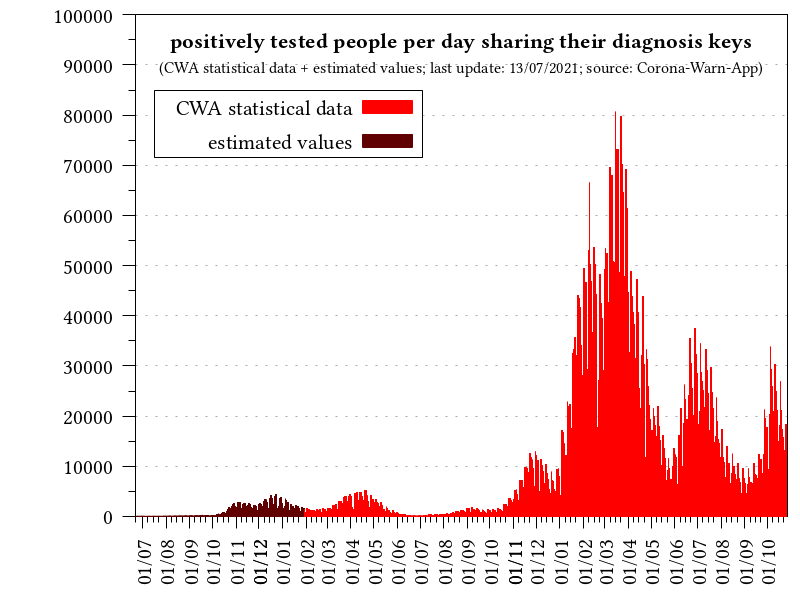 positively tested people per day sharing their diagnosis keys
(CWA statistical data + estimated values; last update: 13/07/2021; source: Corona-Warn-App)
CWA statistical data
estimated values
100000
90000
80000
70000
60000
50000
40000
30000
20000
10000
0
01/07 01/08 01/09 01/10 01/11 01/12 01/01 01/02 01/03 01/04 01/05 01/06 01/07 01/08 01/09 01/10 01/11 01/12 01/01 01/02 01/03 01/04 01/05 01/06 01/07 01/08 01/09 01/10